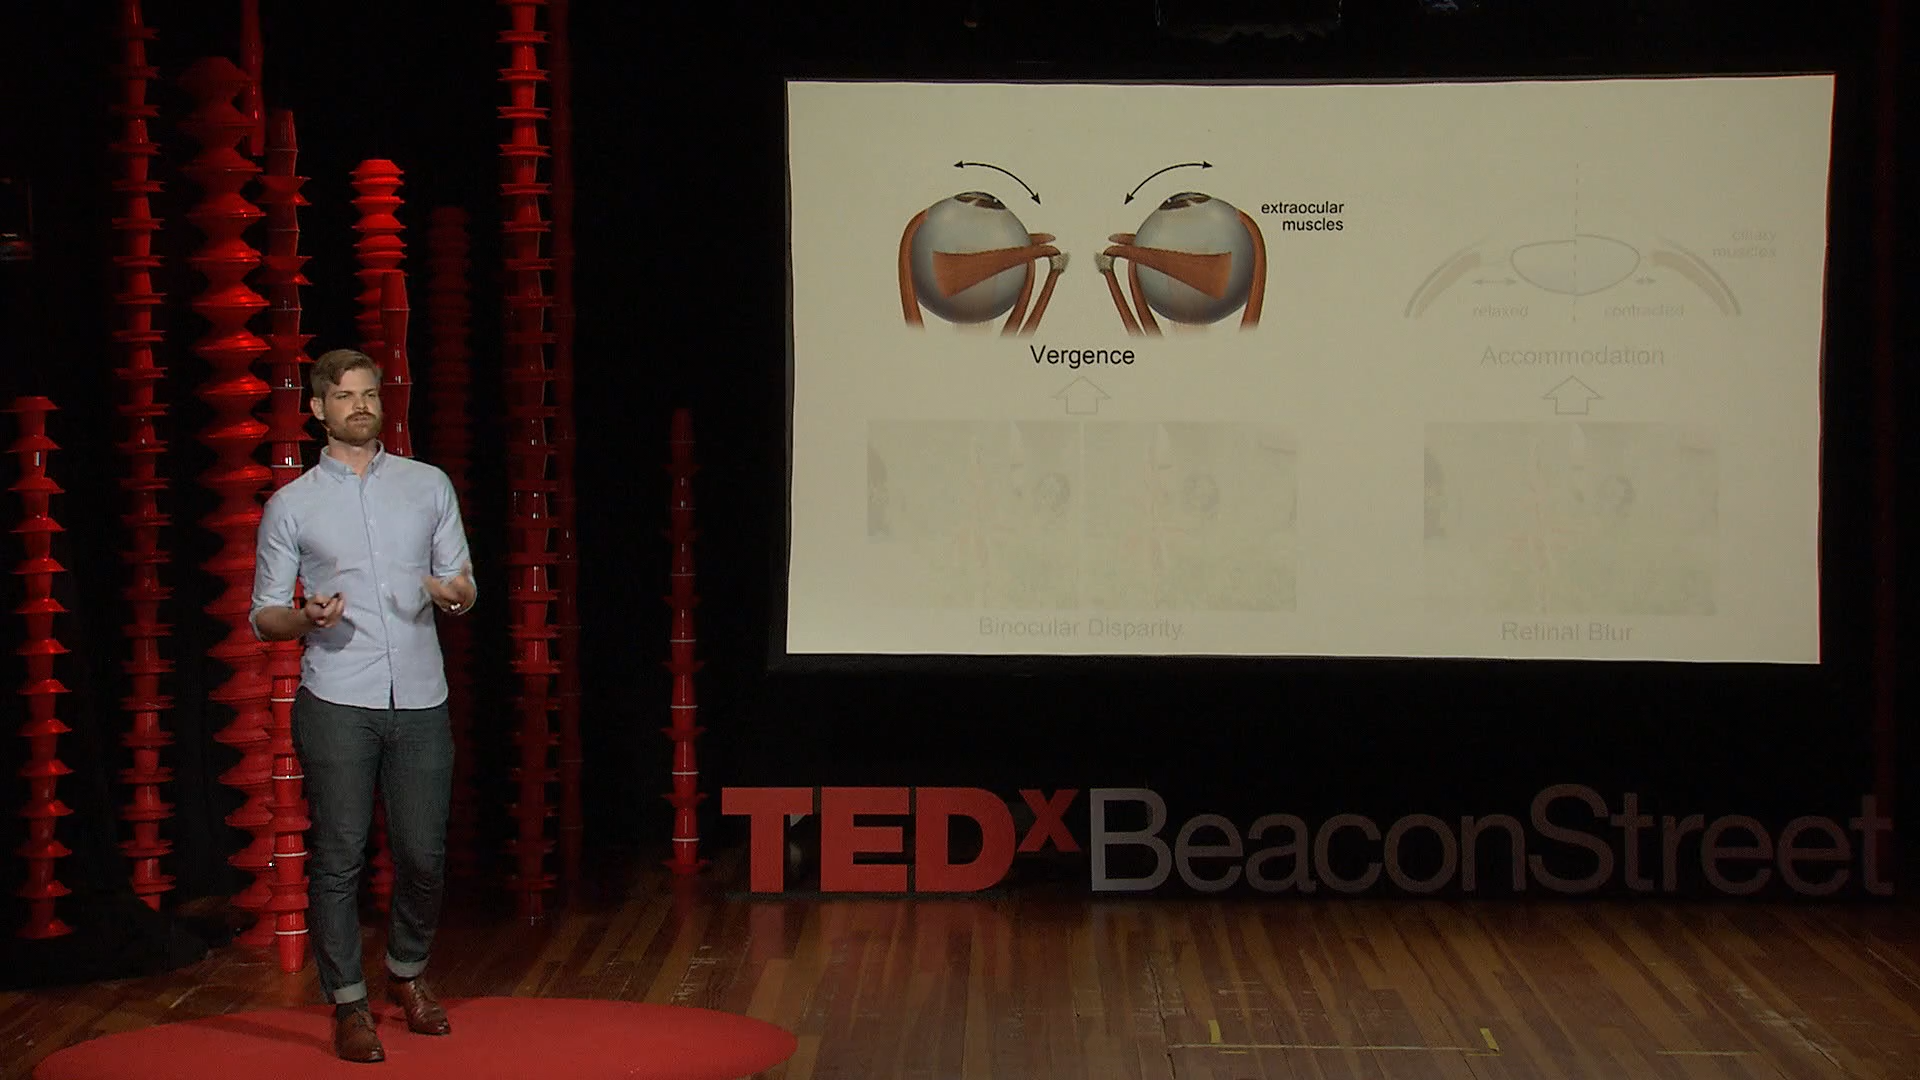 extraocular
muscles
ciliary
muscles
relaxed
contracted
Vergence
Accommodation
Binocular Disparity
Retinal Blur
TEDxBeaconStreet